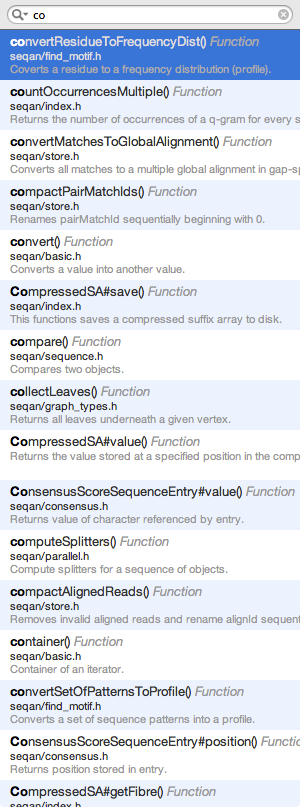 co
convertResidueToFrequencyDist() Function
seqan/find_motif.h
Coverts a residue to a frequency distribution (profile).
countOccurrencesMultiple() Function
seqan/index.h
Returns the number of occurrences of a q-gram for every s
convertMatchesToGlobalAlignment() Function
seqan/store.h
Converts all matches to a multiple global alignment in gap-sp
compactPairMatchIds() Function
seqan/store.h
Renames pairMatchId sequentially beginning with 0.
convert() Function
seqan/basic.h
Converts a value into another value.
CompressedSA#save() Function
seqan/index.h
This functions saves a compressed suffix array to disk.
compare() Function
seqan/sequence.h
Compares two objects.
collectLeaves() Function
seqan/graph_types.h
Returns all leaves underneath a given vertex.
CompressedSA#value() Function
Returns the value stored at a specified position in the comp
ConsensusScoreSequenceEntry#value() Function
seqan/consensus.h
Returns value of character referenced by entry.
computeSplitters() Function
seqan/parallel.h
Compute splitters for a sequence of objects.
compactAlignedReads() Function
seqan/store.h
Removes invalid aligned reads and rename alignId sequent
container() Function
seqan/basic.h
Container of an iterator.
convertSetOfPatternsToProfile() Function
seqan/find_motif.h
Converts a set of sequence patterns into a profile.
ConsensusScoreSequenceEntry#position() Functio
seqan/consensus.h
Returns position stored in entry.
CompressedSA#getFibre() Function
seqan/index.h